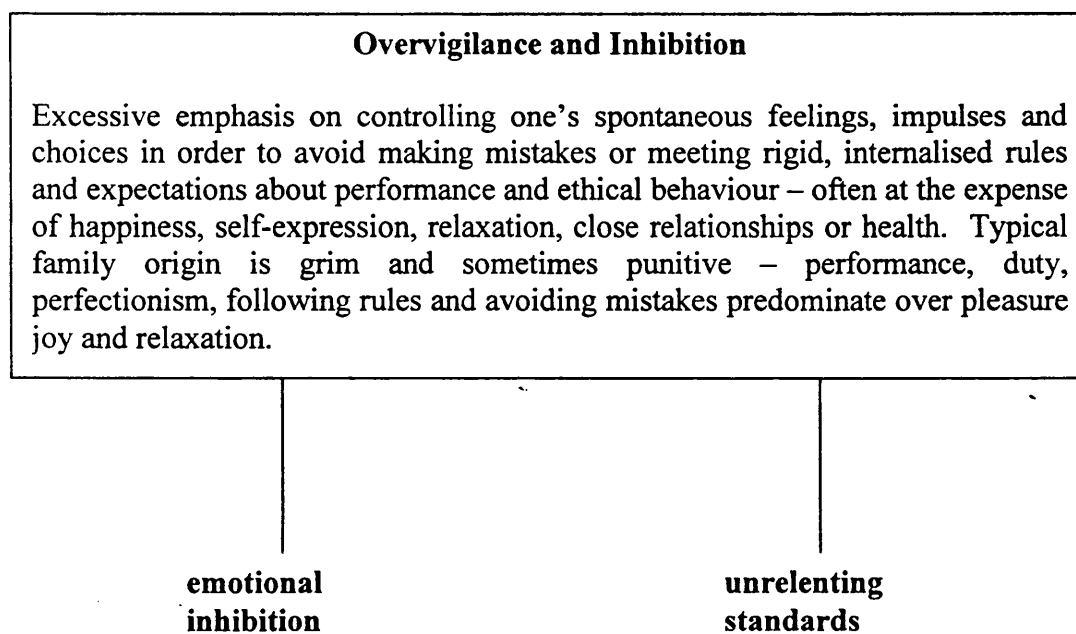 Overvigilance and Inhibition
Excessive emphasis on controlling one's spontaneous feelings, impulses and
choices in order to avoid making mistakes or meeting rigid, internalised rules
and expectations about performance and ethical behaviour – often at the expense
of happiness, self-expression, relaxation, close relationships or health. Typical
family origin is grim and sometimes punitive – performance, duty,
perfectionism, following rules and avoiding mistakes predominate over pleasure
joy and relaxation.
emotional
inhibition
unrelenting
standards